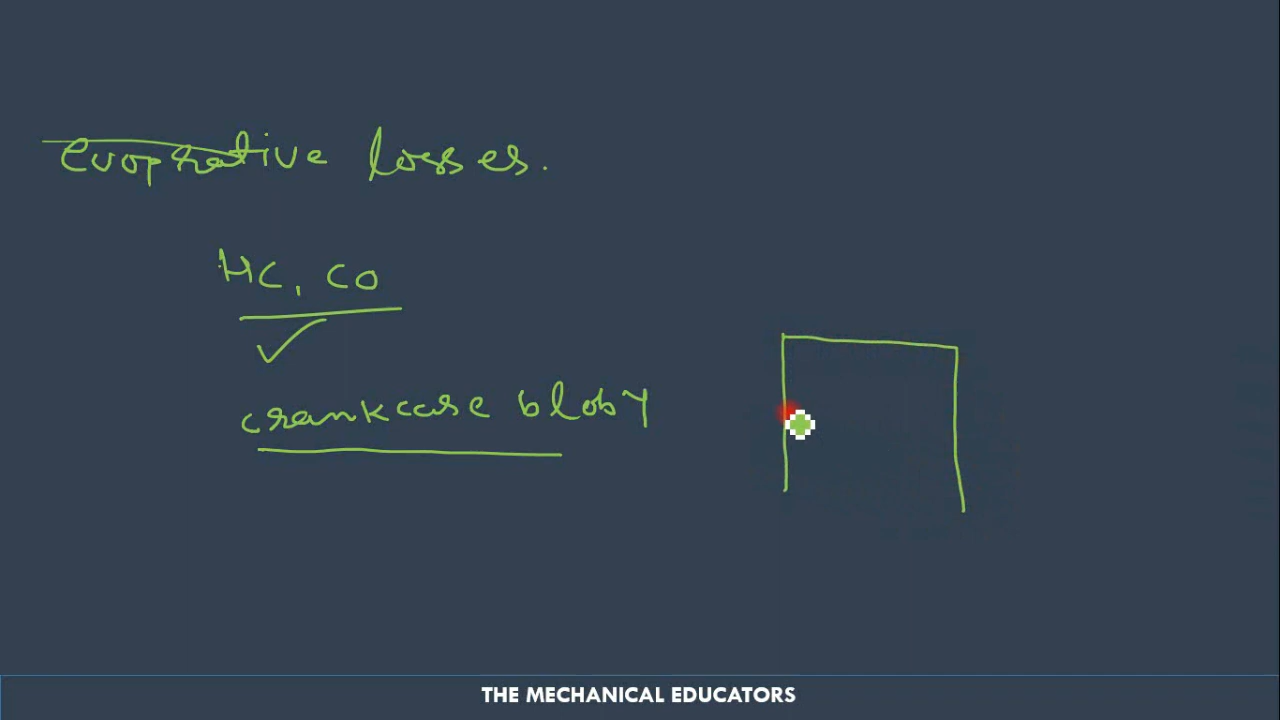 evoprative losses.
HC, CO
crankcase bloby
THE MECHANICAL EDUCATORS